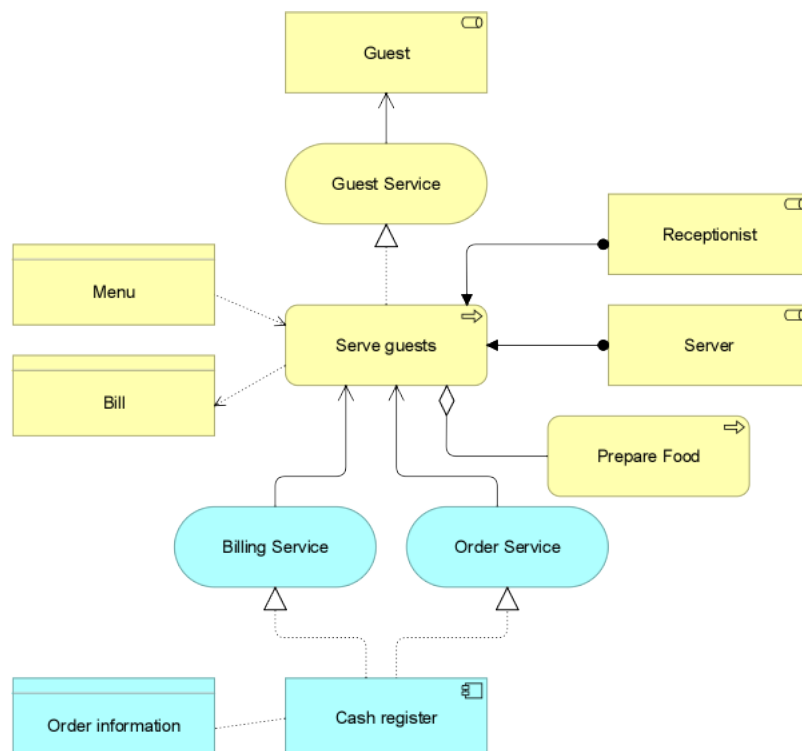 Guest
Guest Service
Receptionist
Menu
Serve guests
Server
Bill
Prepare Food
Billing Service
Order Service
Order information
Cash register